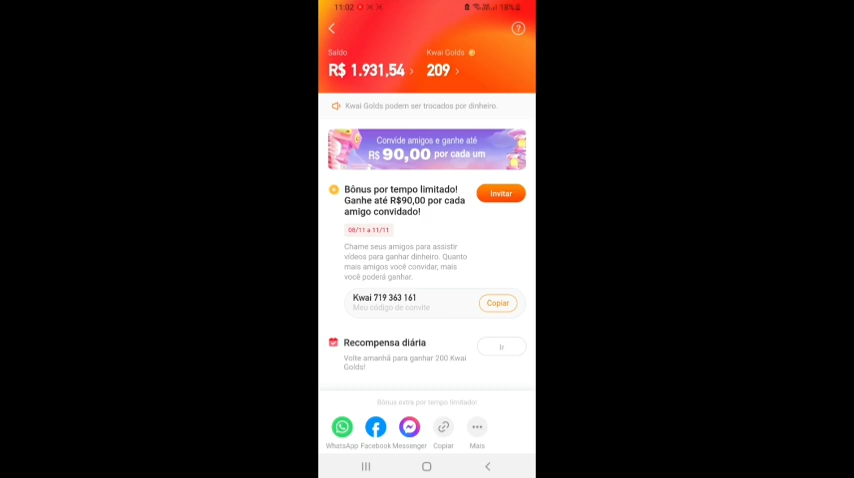 11:02
18%
Saldo
Kwai Golds
R$ 1.931,54
209
Kwai Golds podem ser trocados por dinheiro.
Convide amigos e ganhe até
R$ 90,00 por cada um
Bônus por tempo limitado!
Ganhe até R$90,00 por cada
amigo convidado!
Invitar
08/11 a 11/11
Chame seus amigos para assistir
vídeos para ganhar dinheiro. Quanto
mais amigos você convidar, mais
você poderá ganhar.
Kwai 719 363 161
Meu código de convite
Copiar
Recompensa diária
Ir
Volte amanhã para ganhar 200 Kwai
Golds!
Bônus extra por tempo limitador
WhatsApp Facebook Messenger Copiar Mais